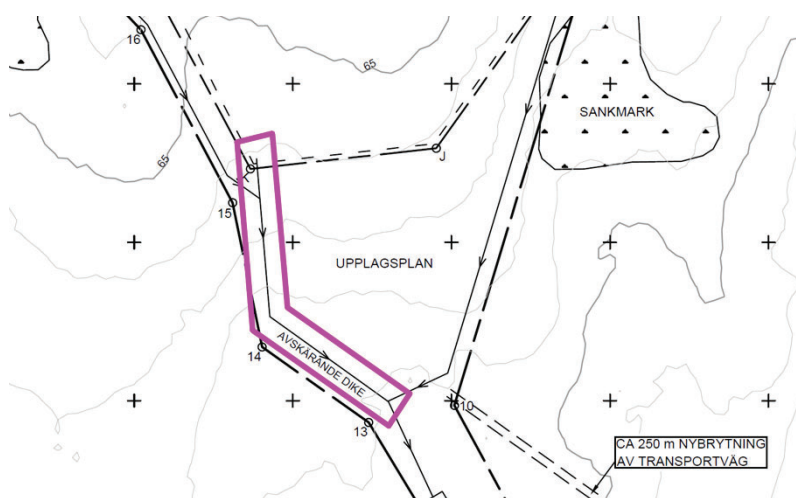 16
65
SANKMARK
J
65
K
15
UPPLAGSPLAN
AVSKÄRANDE DIKE
14
10
13
CA 250 m NYBRYTNING
AV TRANSPORTVÄG